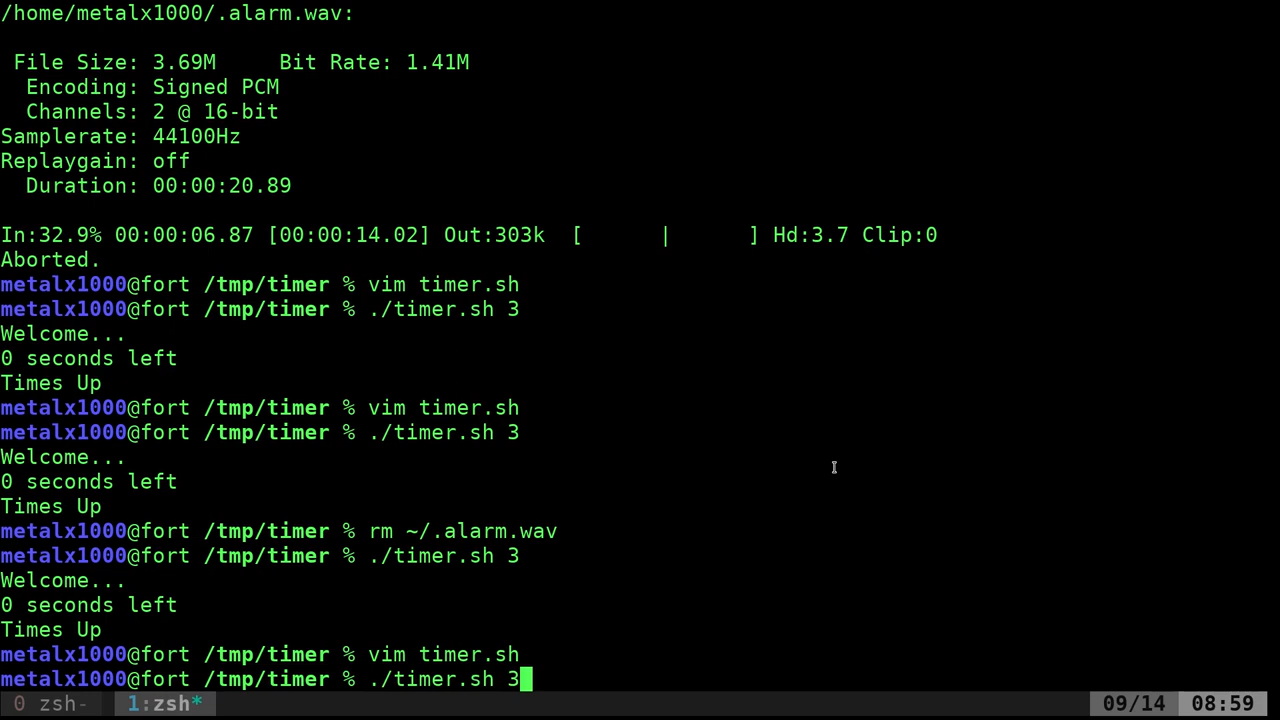 /home/metalx1000/.alarm.wav:
File Size: 3.69M     Bit Rate: 1.41M
Encoding: Signed PCM
Channels: 2 @ 16-bit
Samplerate: 44100Hz
Replaygain: off
Duration: 00:00:20.89
In:32.9% 00:00:06.87 [00:00:14.02] Out:303k  [      |      ] Hd:3.7 Clip:0
Aborted.
metalx1000@fort /tmp/timer % vim timer.sh
metalx1000@fort /tmp/timer % ./timer.sh 3
Welcome...
0 seconds left
Times Up
metalx1000@fort /tmp/timer % vim timer.sh
metalx1000@fort /tmp/timer % ./timer.sh 3
Welcome...
0 seconds left
Times Up
metalx1000@fort /tmp/timer % rm ~/.alarm.wav
metalx1000@fort /tmp/timer % ./timer.sh 3
Welcome...
0 seconds left
Times Up
metalx1000@fort /tmp/timer % vim timer.sh
metalx1000@fort /tmp/timer % ./timer.sh 3
0 zsh-  1:zsh*  09/14  08:59